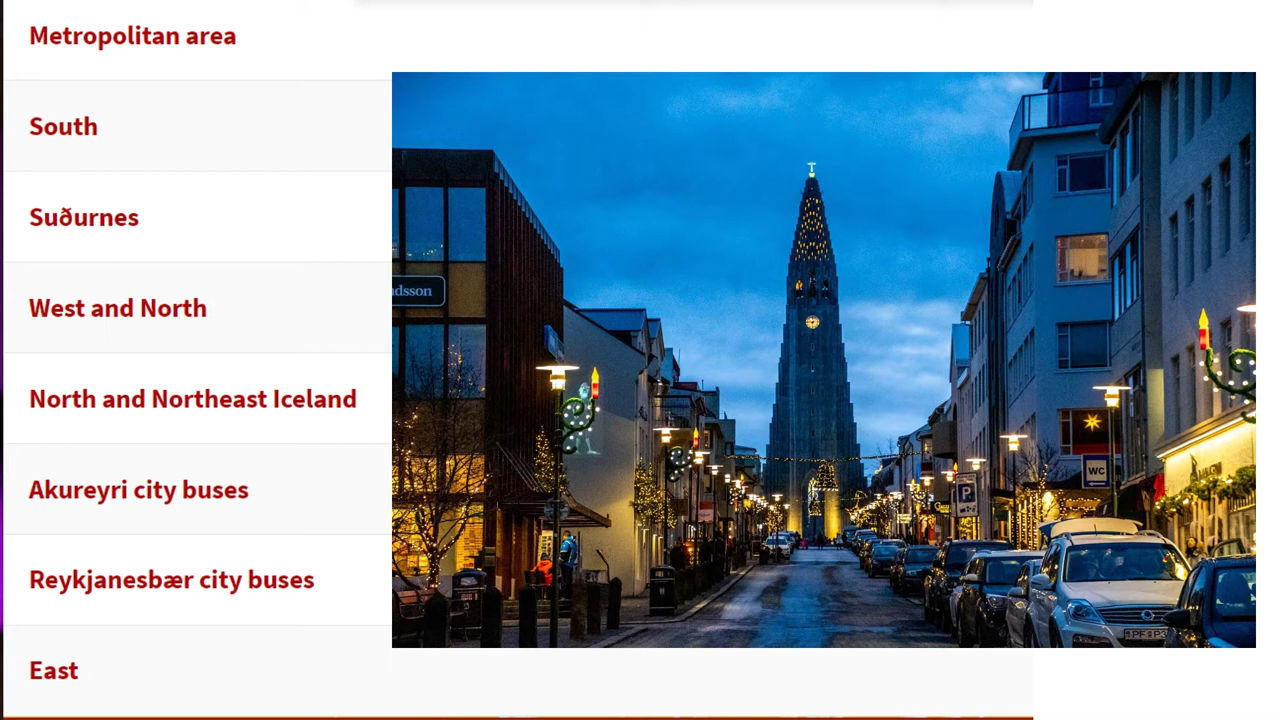 Metropolitan area
South
Suðurnes
West and North
North and Northeast Iceland
Akureyri city buses
Reykjanesbær city buses
East
ndsson
P
WC